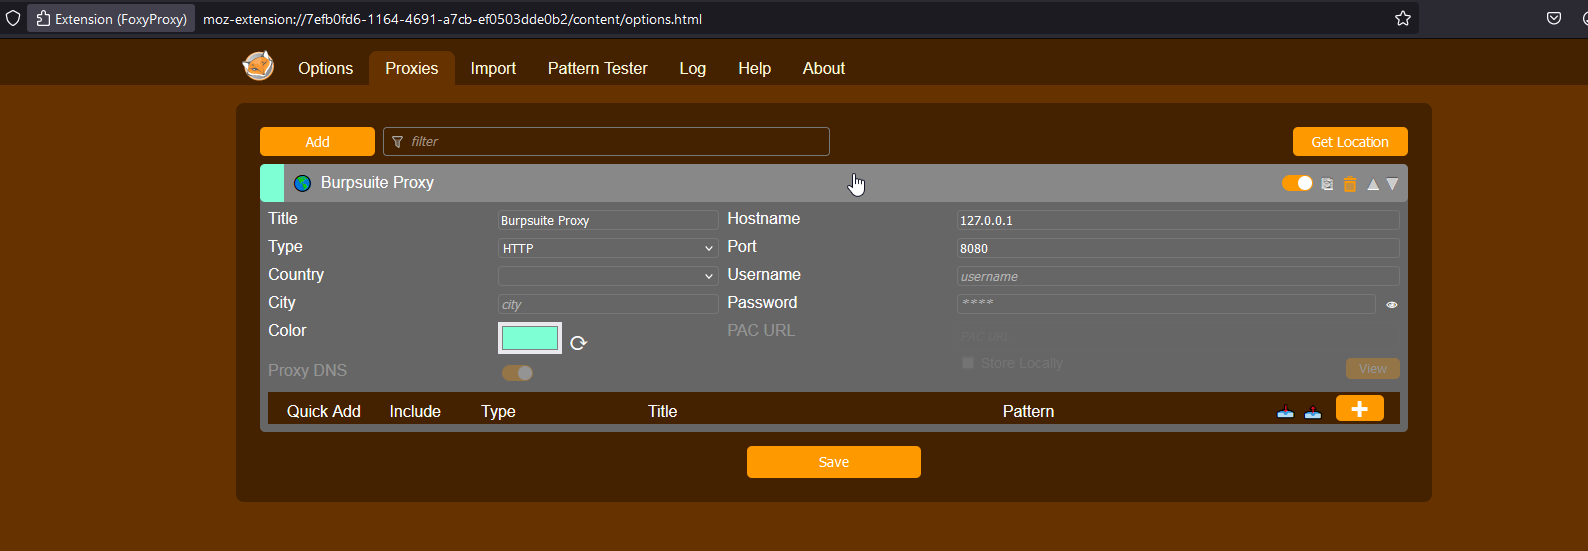 Extension (FoxyProxy) moz-extension://7efb0fd6-1164-4691-a7cb-ef0503dde0b2/content/options.html
Options Proxies Import Pattern Tester Log Help About
Add filter Get Location
Burpsuite Proxy
Title Burpsuite Proxy Hostname 127.0.0.1
Type HTTP Port 8080
Country Username username
City city Password ****
Color PAC URL PAC URL
Store Locally
Proxy DNS View
Quick Add Include Type Title Pattern
Save